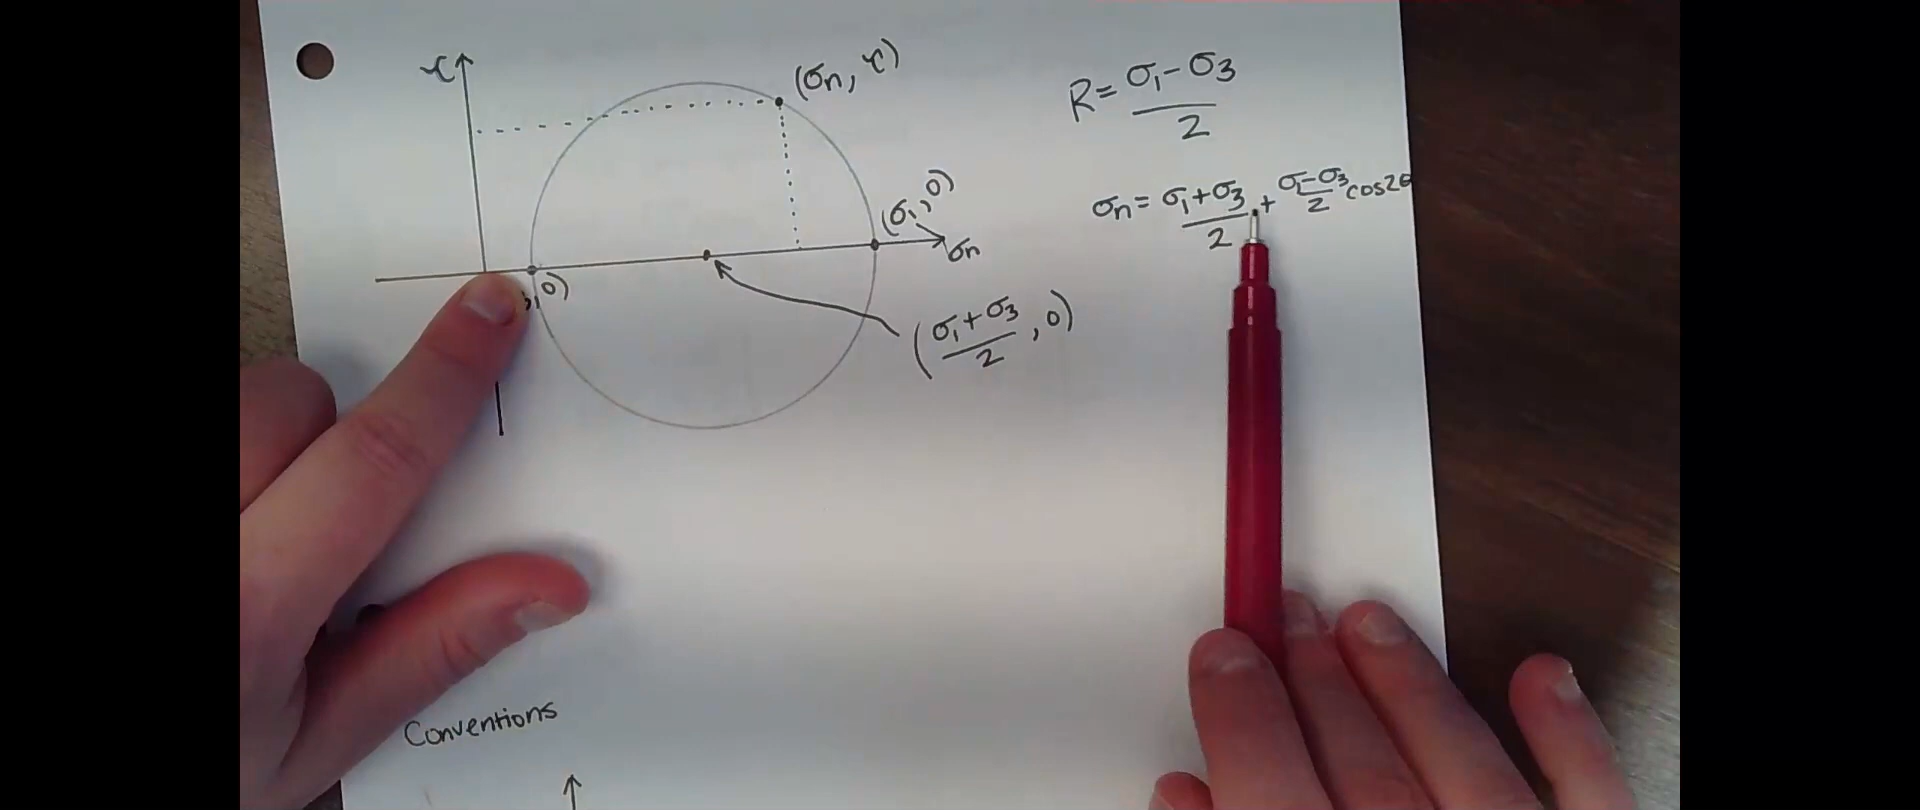 τ
(σn, τ)
R = σ₁ - σ₃ / 2
σn = σ₁ + σ₃ / 2 + σ₁ - σ₃ / 2 cos2θ
(σ₁, 0)
σn
, 0)
(σ₁ + σ₃ / 2, 0)
Conventions